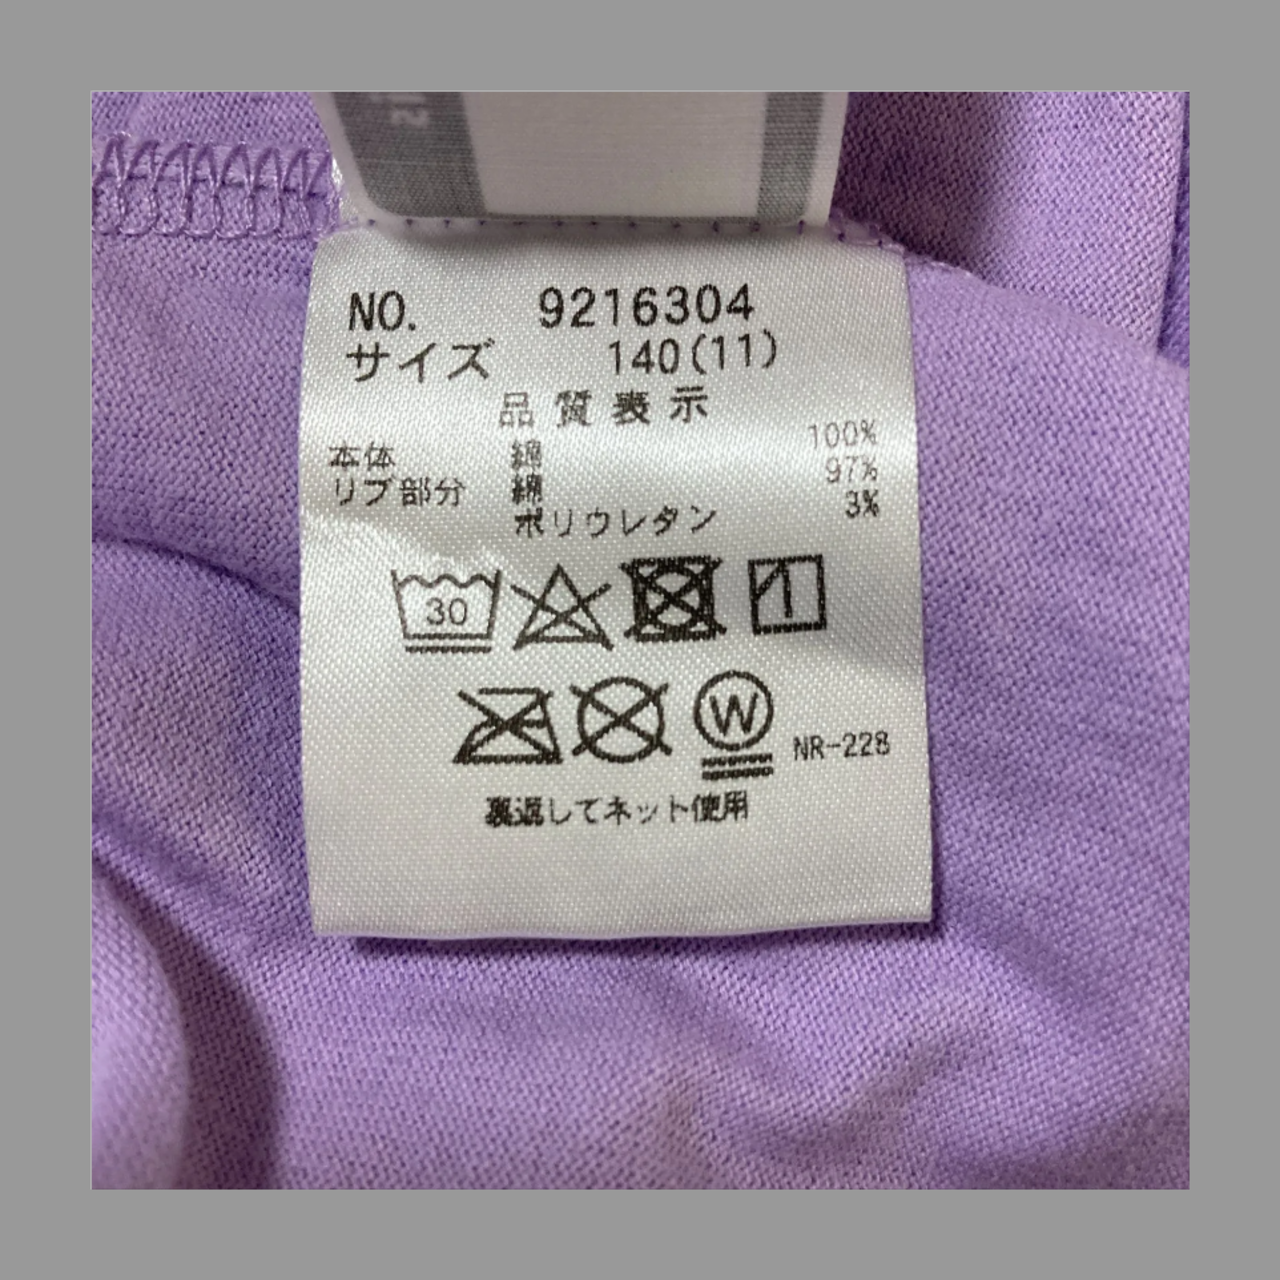 NO. 9216304
サイズ 140(11)
品質表示
本体 綿 100%
リブ部分 綿 97%
ポリウレタン 3%
30
W NR-228
裏返してネット使用